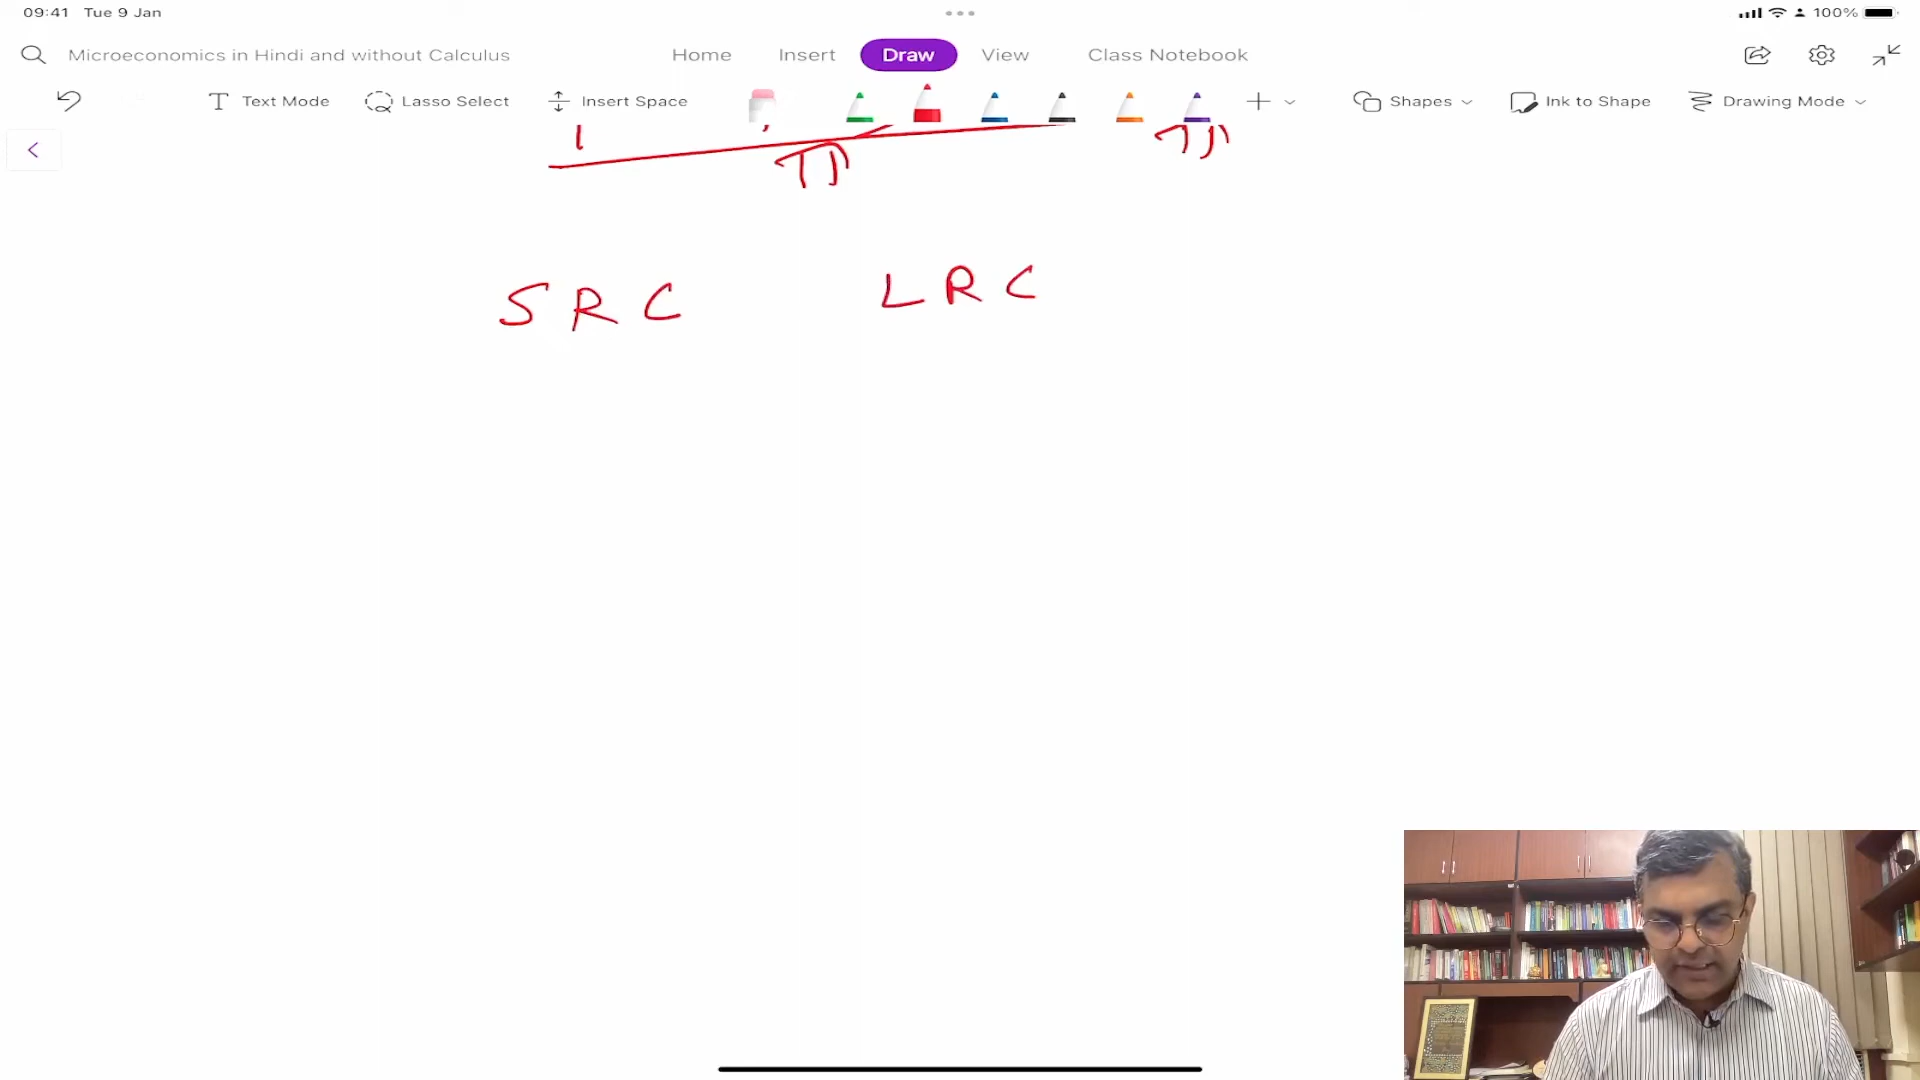 09:41 Tue 9 Jan 100%
Microeconomics in Hindi and without Calculus Home Insert Draw View Class Notebook
Text Mode Lasso Select Insert Space Shapes Ink to Shape Drawing Mode
SRC LRC